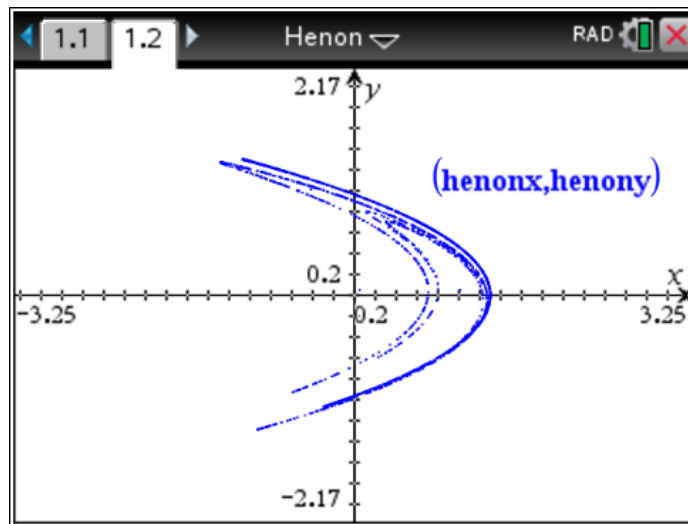 1.1 1.2 Henon RAD
2.17 y
(henonx,henony)
0.2 x
-3.25 0.2 3.25
-2.17